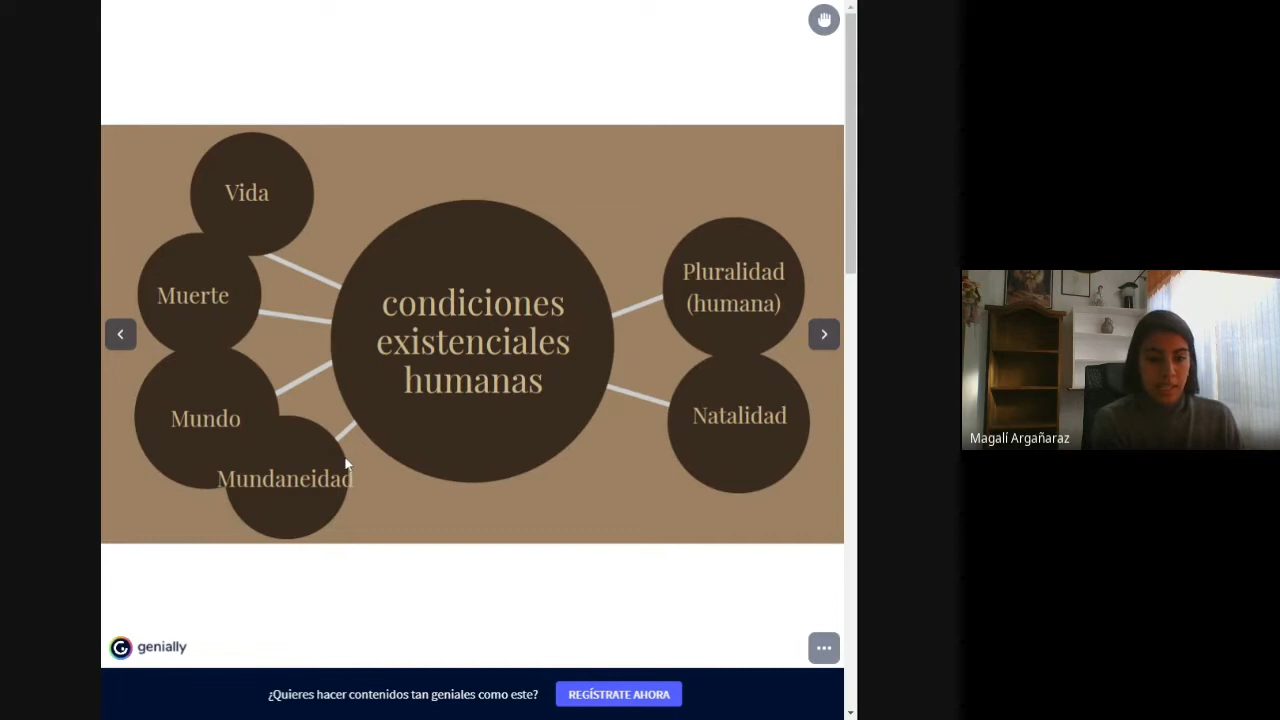 Vida
Muerte
Mundo
Mundaneidad
condiciones
existenciales
humanas
Pluralidad
(humana)
Natalidad
Magalí Argañaraz
genially
¿Quieres hacer contenidos tan geniales como este?
REGÍSTRATE AHORA